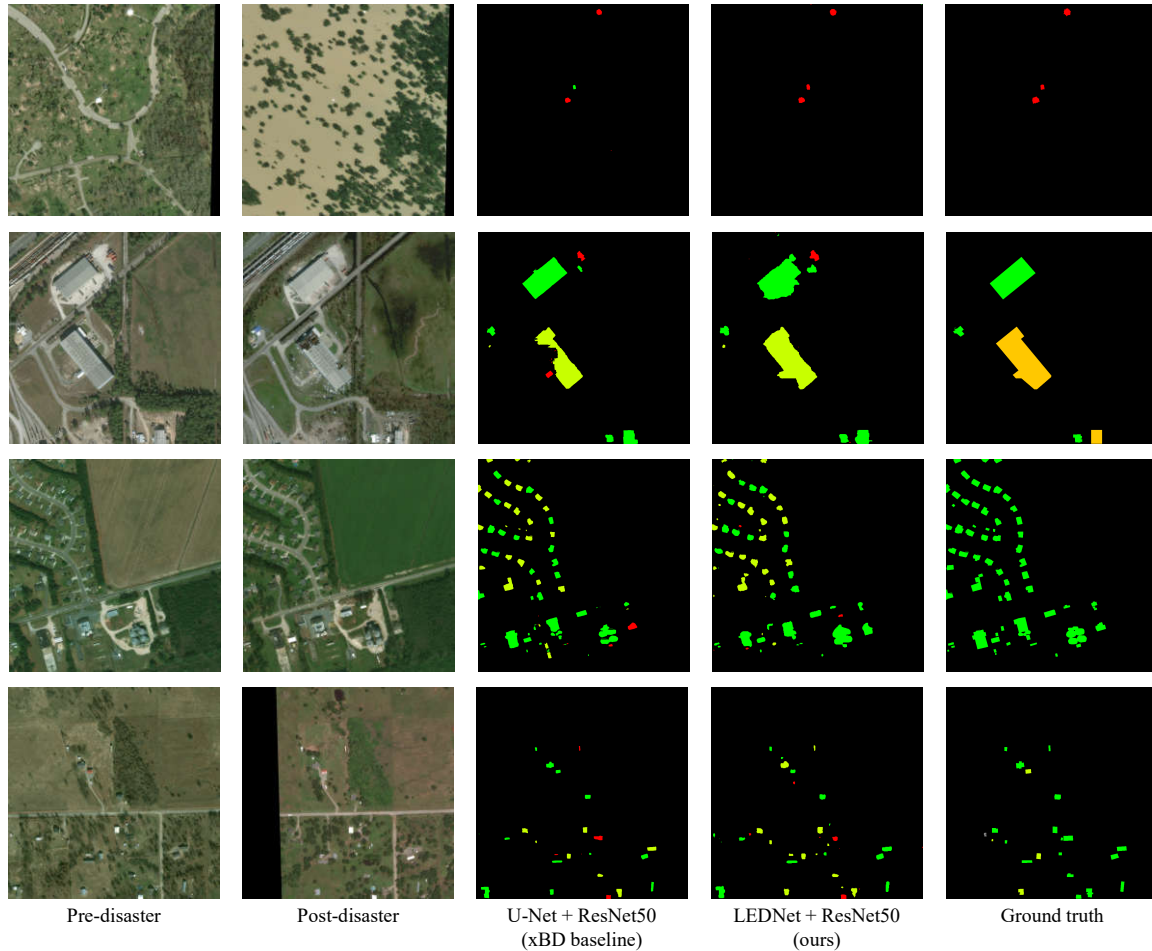 Pre-disaster
Post-disaster
U-Net + ResNet50
(xBD baseline)
LEDNet + ResNet50
(ours)
Ground truth